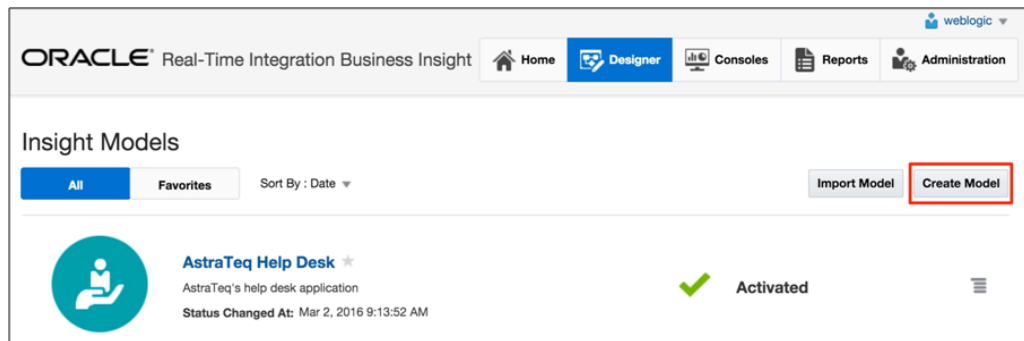 weblogic
ORACLE® Real-Time Integration Business Insight Home Designer Consoles Reports Administration
Insight Models
All Favorites Sort By : Date Import Model Create Model
AstraTeq Help Desk
AstraTeq's help desk application
Activated
Status Changed At: Mar 2, 2016 9:13:52 AM